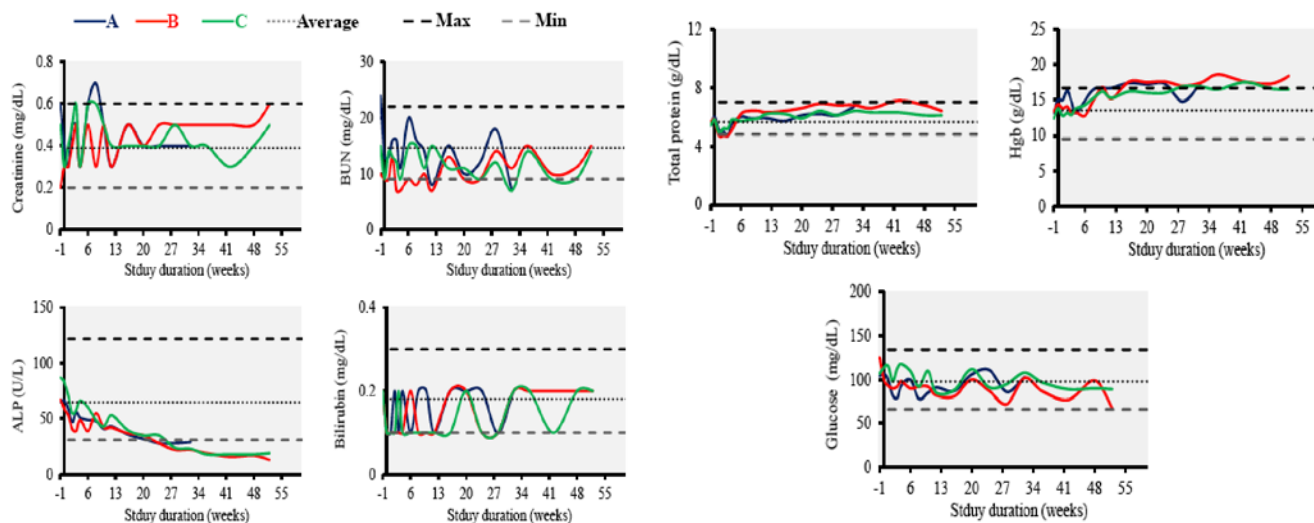 A B C Average Max Min
Creatinine (mg/dL)
0.8
0.6
0.4
0.2
0
-1 6 13 20 27 34 41 48 55
Stduy duration (weeks)
BUN (mg/dL)
30
20
10
0
-1 6 13 20 27 34 41 48 55
Stduy duration (weeks)
Total protein (g/dL)
12
8
4
0
-1 6 13 20 27 34 41 48 55
Stduy duration (weeks)
Hgb (g/dL)
25
20
15
10
5
0
-1 6 13 20 27 34 41 48 55
Stduy duration (weeks)
ALP (U/L)
150
100
50
0
-1 6 13 20 27 34 41 48 55
Stduy duration (weeks)
Bilirubin (mg/dL)
0.4
0.2
0
-1 6 13 20 27 34 41 48 55
Stduy duration (weeks)
Glucose (mg/dL)
200
150
100
50
0
-1 6 13 20 27 34 41 48 55
Stduy duration (weeks)